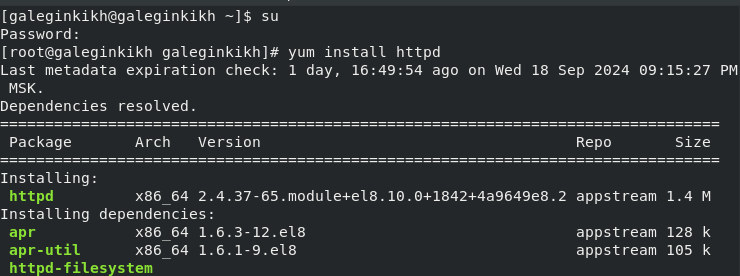 [galeginkikh@galeginkikh ~]$ su
Password:
[root@galeginkikh galeginkikh]# yum install httpd
Last metadata expiration check: 1 day, 16:49:54 ago on Wed 18 Sep 2024 09:15:27 PM
 MSK.
Dependencies resolved.
================================================================================
 Package       Arch   Version                                   Repo       Size
================================================================================
Installing:
 httpd         x86_64 2.4.37-65.module+el8.10.0+1842+4a9649e8.2 appstream 1.4 M
Installing dependencies:
 apr           x86_64 1.6.3-12.el8                              appstream 128 k
 apr-util      x86_64 1.6.1-9.el8                               appstream 105 k
 httpd-filesystem